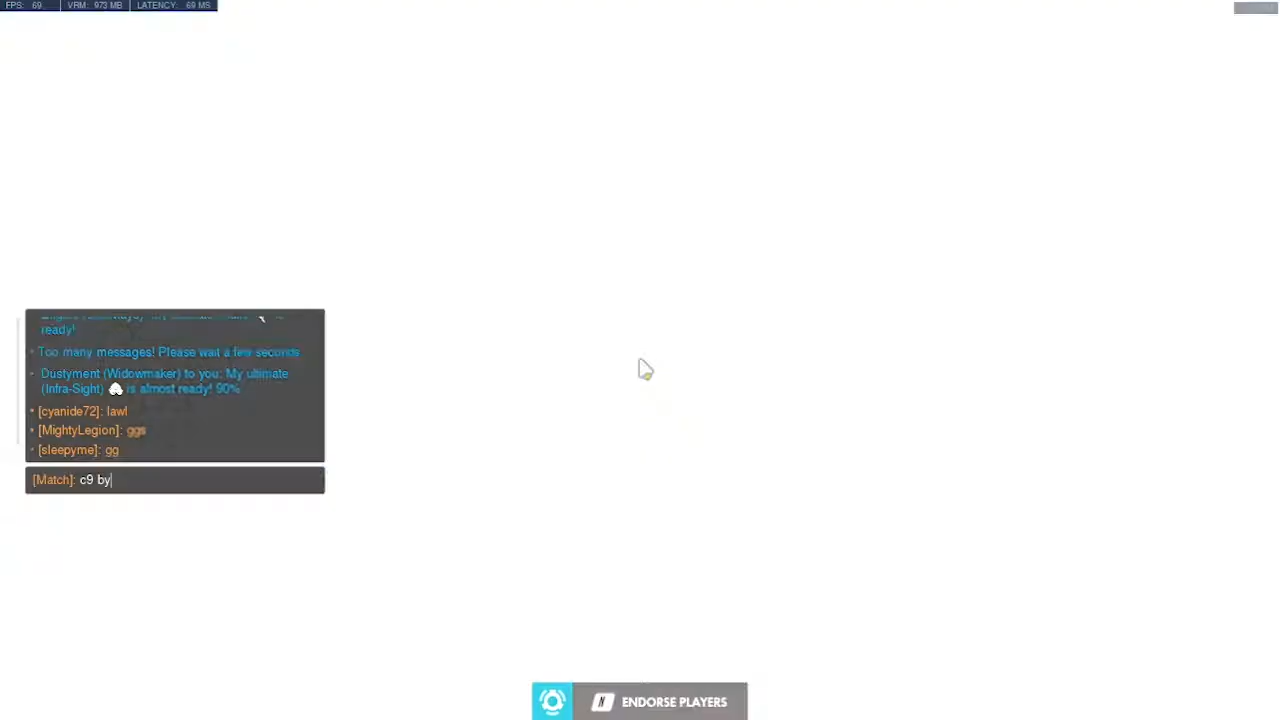 FPS: 69 VRM: 973 MB LATENCY: 69 MS
ready!
Too many messages! Please wait a few seconds
Dustyment (Widowmaker) to you: My ultimate
(Infra-Sight) is almost ready! 90%
[cyanide72]: lawl
[MightyLegion]: ggs
[sleepyme]: gg
[Match]: c9 by
N ENDORSE PLAYERS